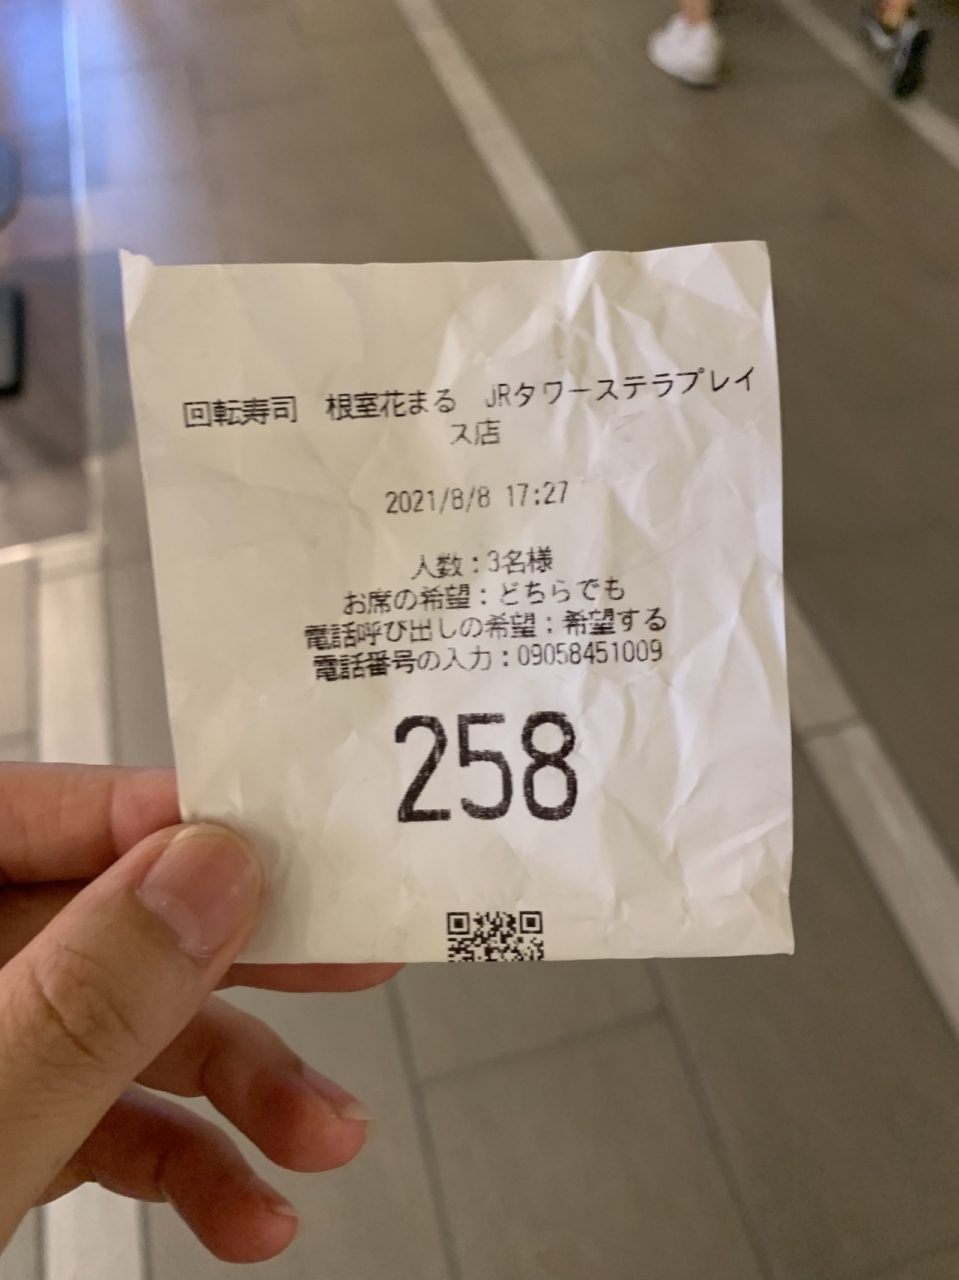 回転寿司　根室花まる　JRタワーステラプレイ
ス店
2021/8/8 17:27
人数：3名様
お席の希望：どちらでも
電話呼び出しの希望：希望する
電話番号の入力：09058451009
258